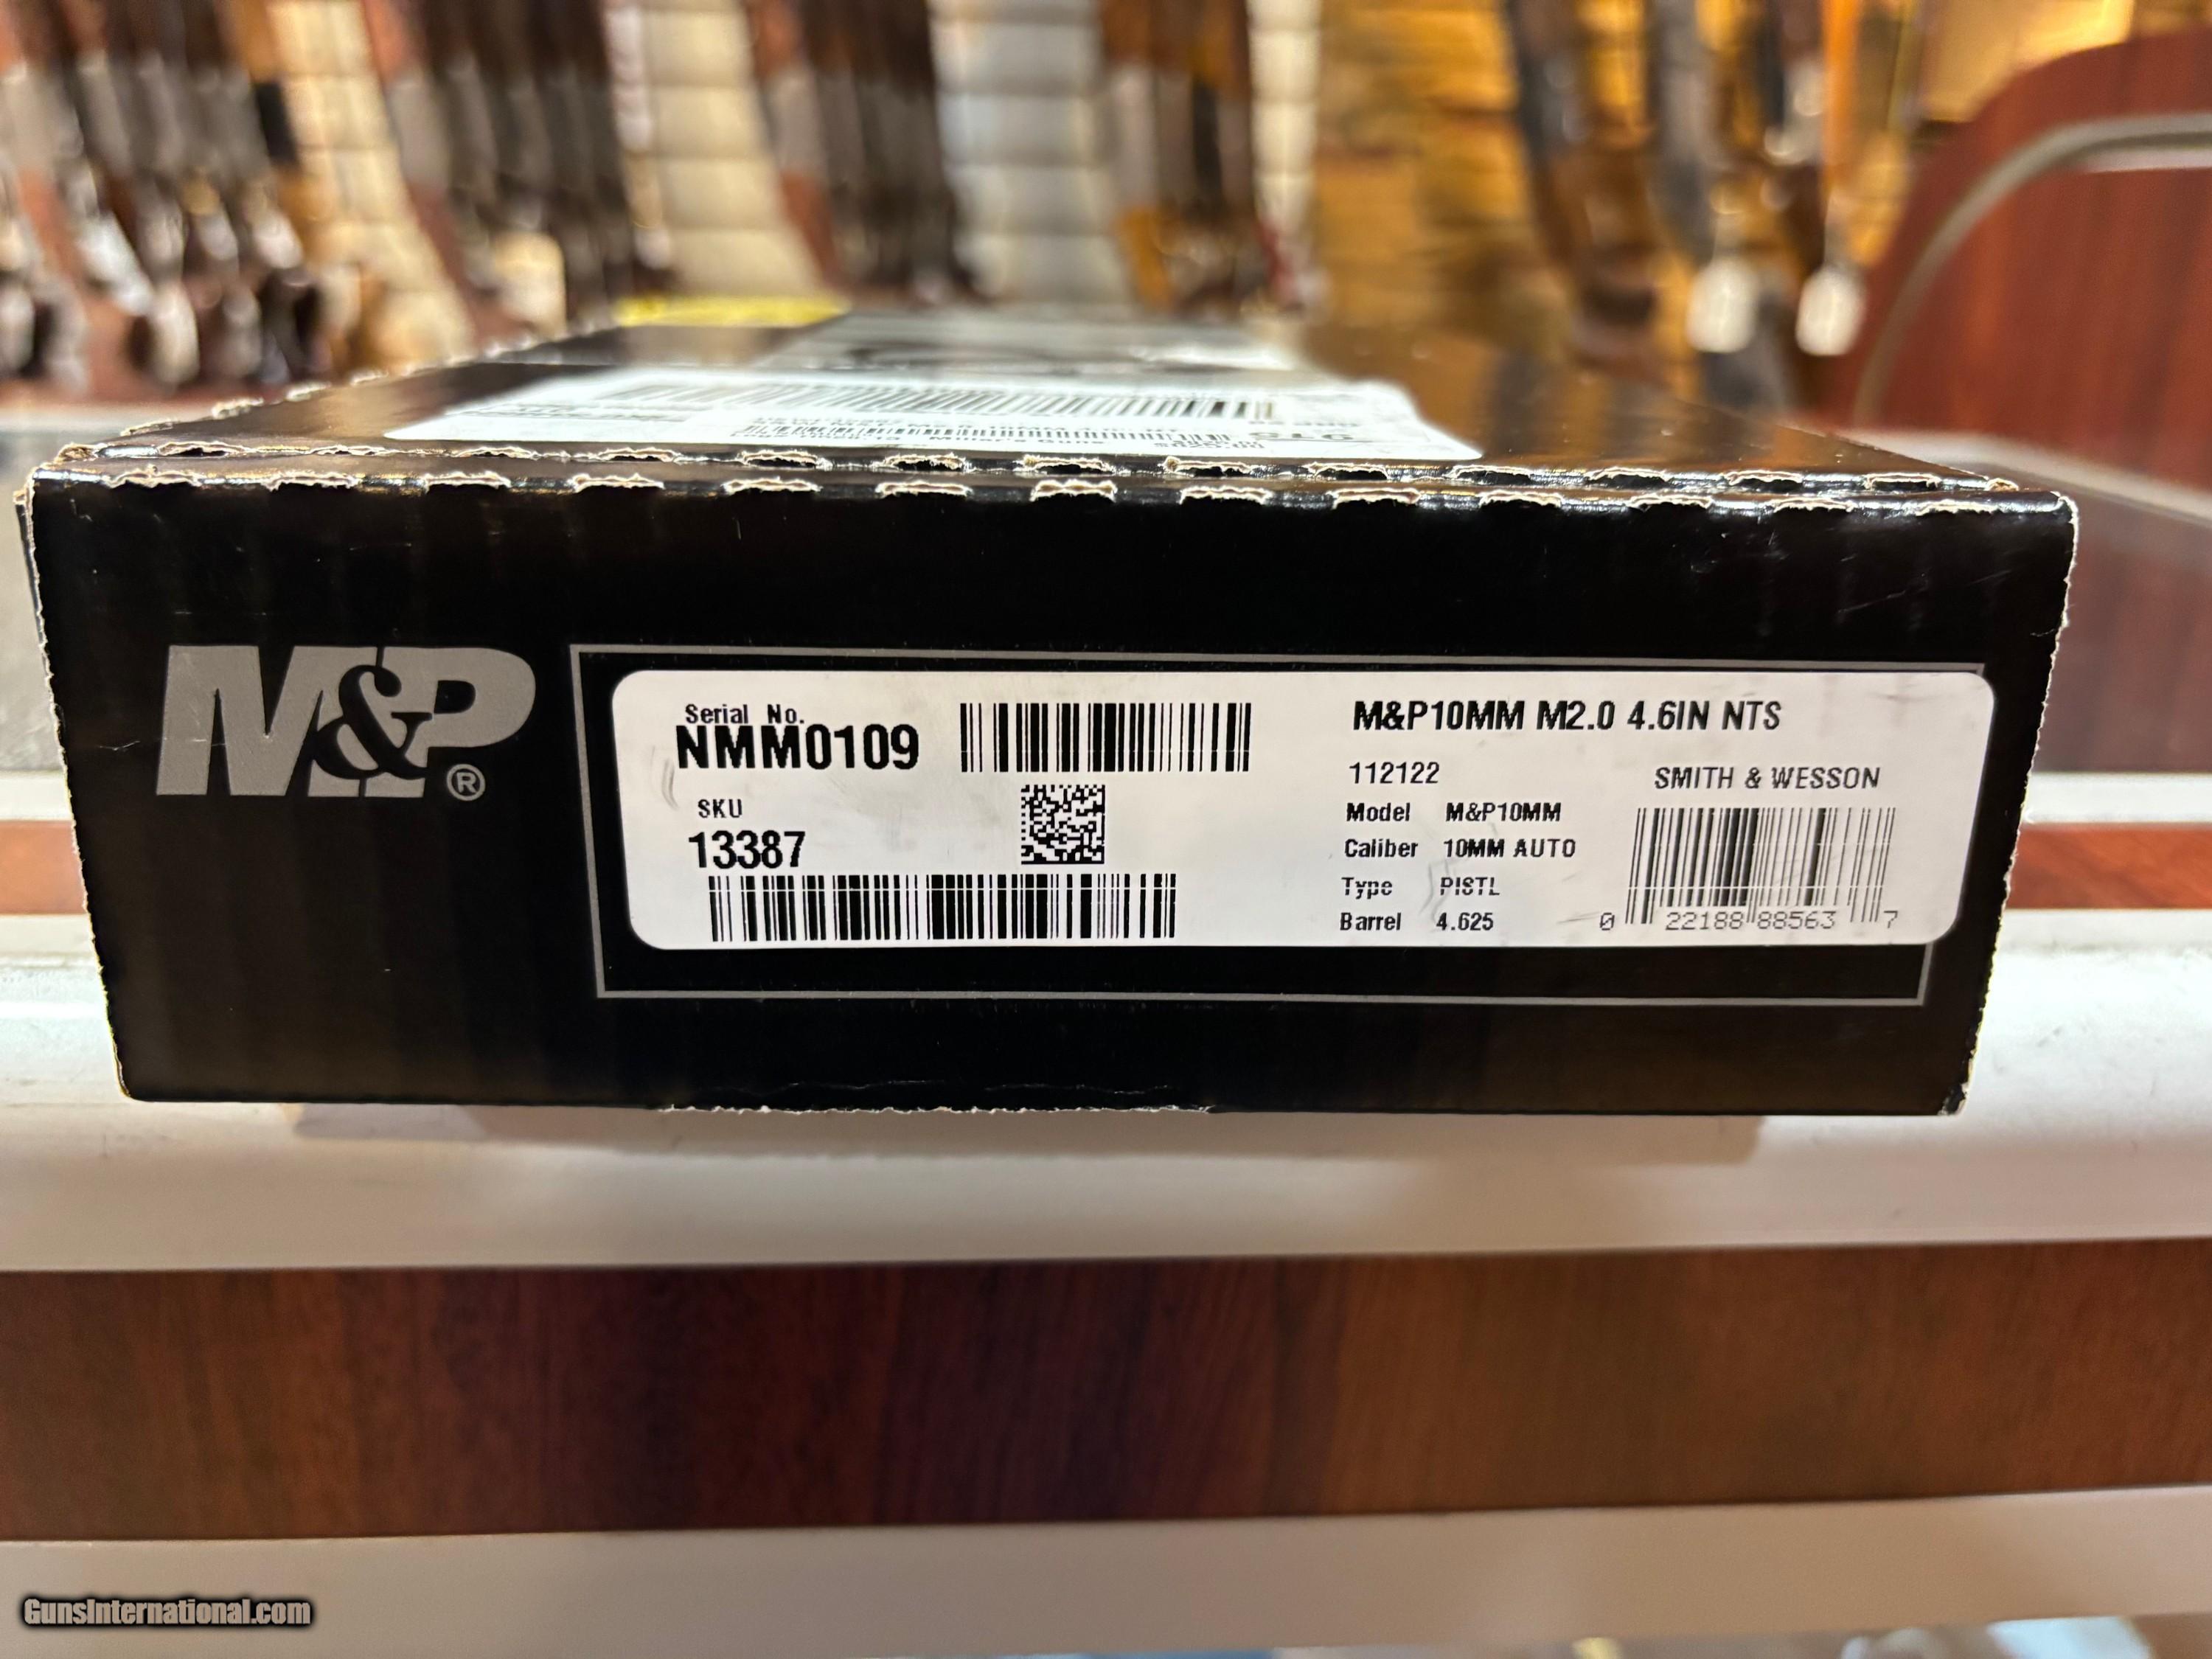 M&P®
Serial No.
NMM0109
SKU
13387
M&P10MM M2.0 4.6IN NTS
112122
SMITH & WESSON
Model M&P10MM
Caliber 10MM AUTO
Type PISTL
Barrel 4.625
0 22188 88563 7
GunsInternational.com